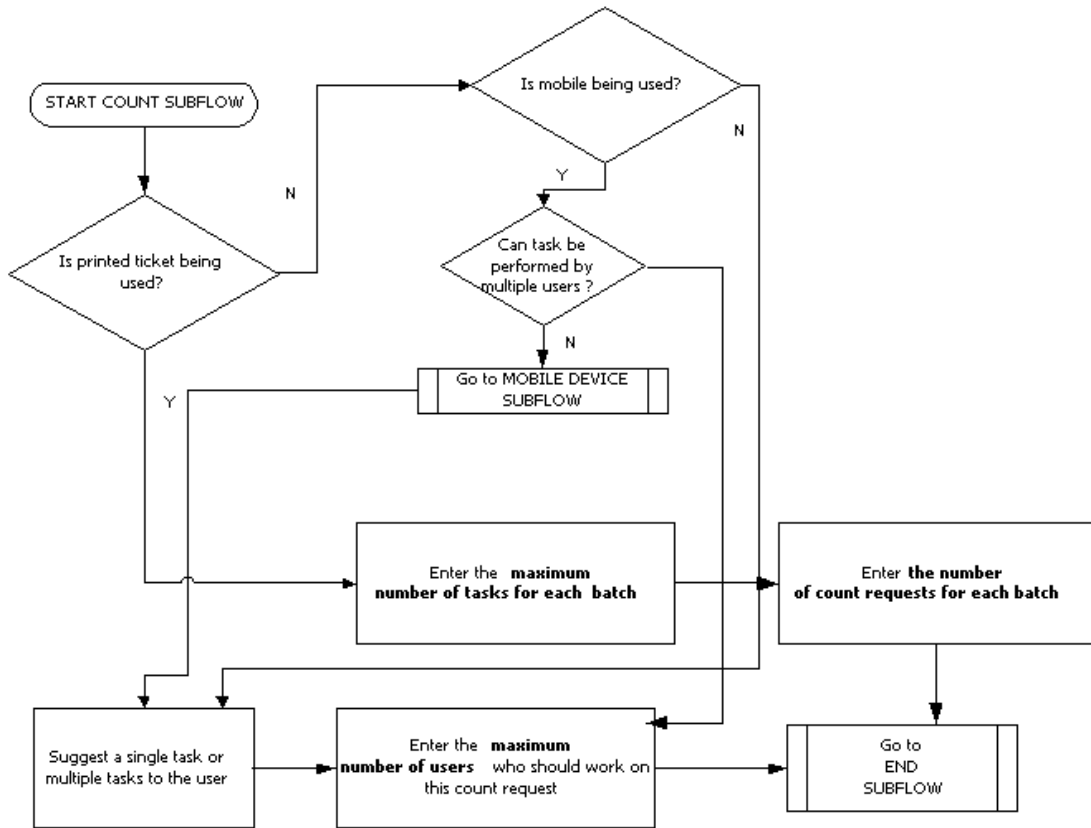 START COUNT SUBFLOW
Is mobile being used?
N
N
Y
Is printed ticket being
used?
Can task be
performed by
multiple users ?
N
Go to MOBILE DEVICE
SUBFLOW
Y
Enter the maximum
number of tasks for each batch
Enter the number
of count requests for each batch
Suggest a single task or
multiple tasks to the user
Enter the maximum
number of users who should work on
this count request
Go to
END
SUBFLOW